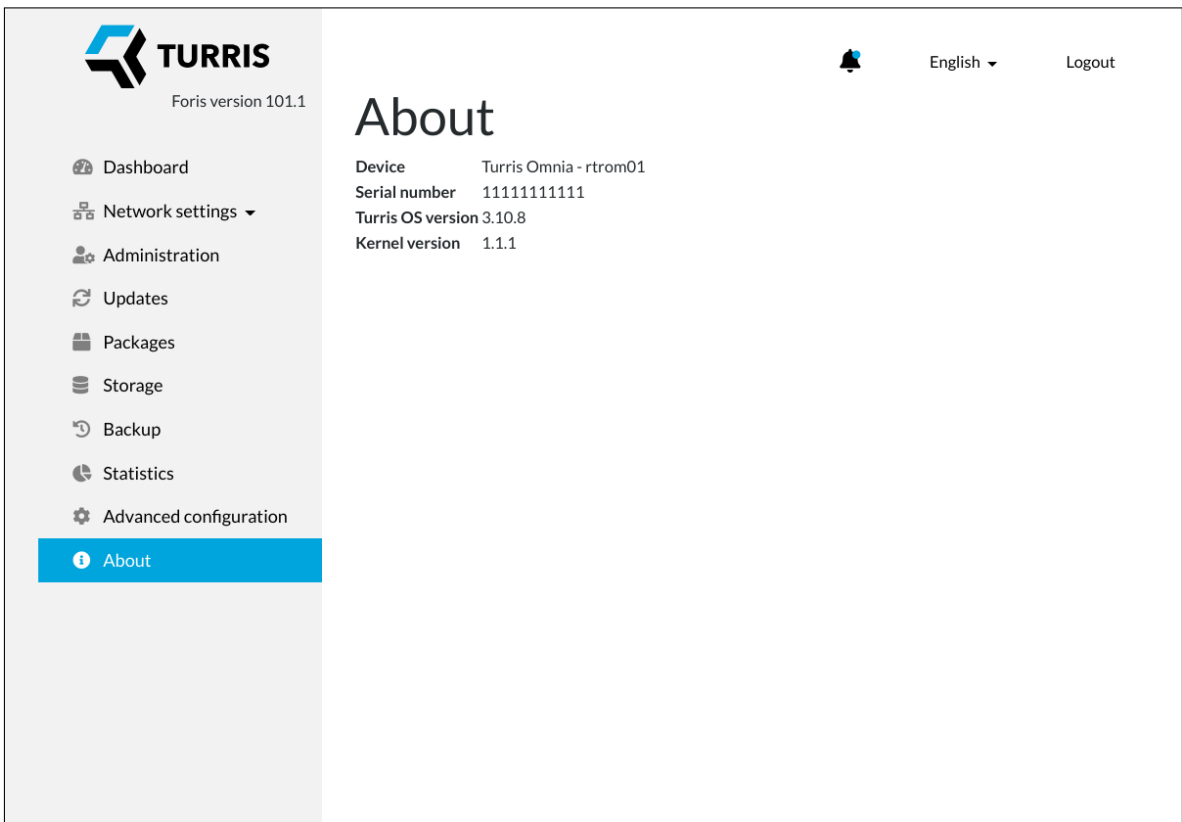 TURRIS
Foris version 101.1
English
Logout
Dashboard
Network settings
Administration
Updates
Packages
Storage
Backup
Statistics
Advanced configuration
About
About
Device Turris Omnia - rtrom01
Serial number 11111111111
Turris OS version 3.10.8
Kernel version 1.1.1